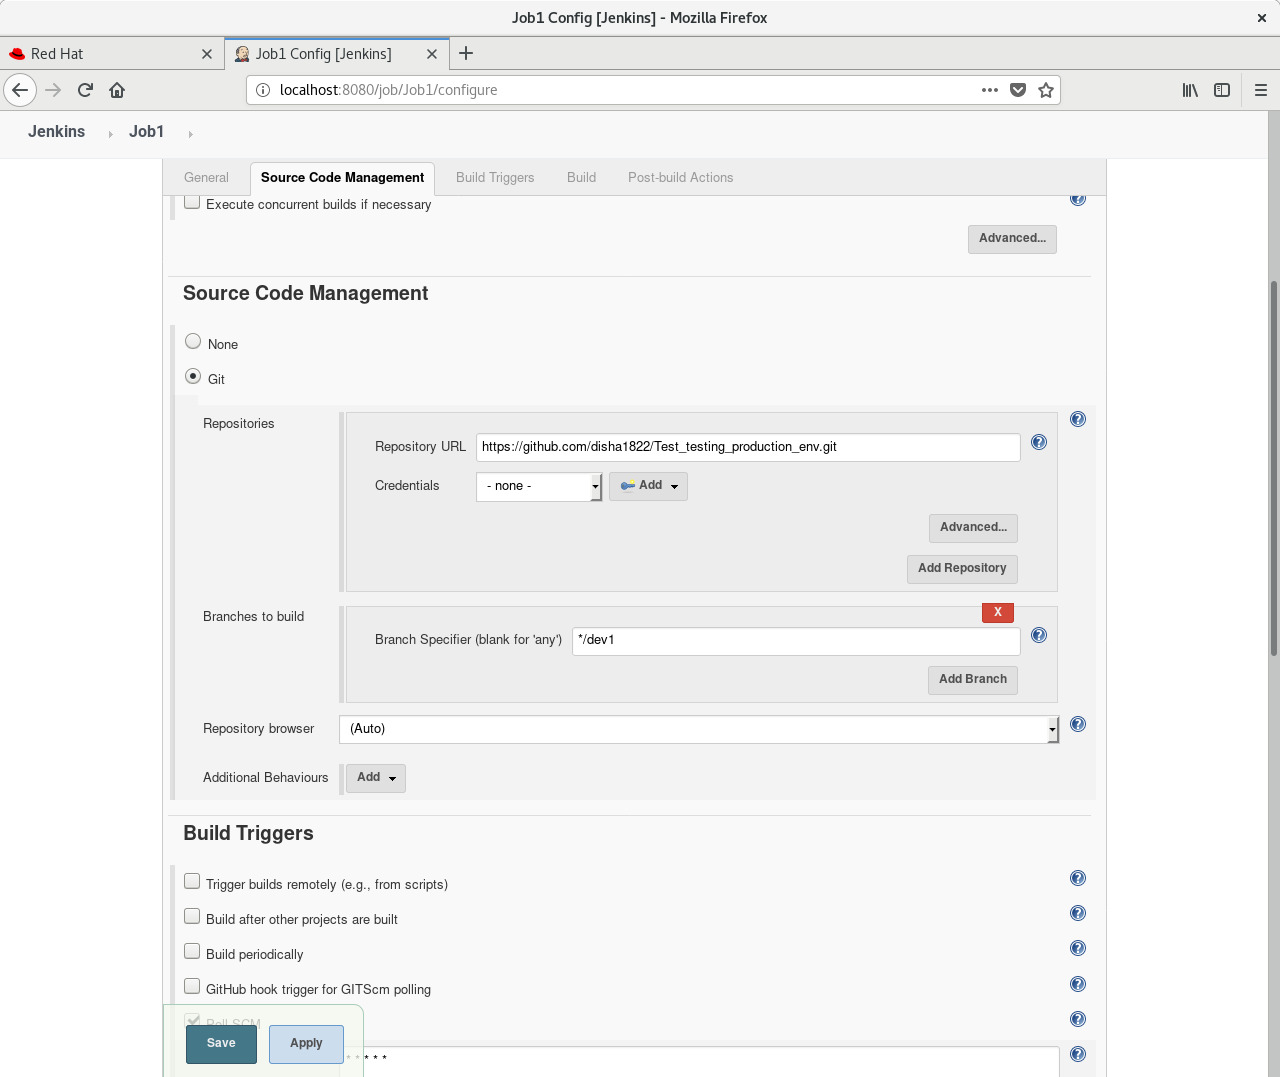 Job1 Config [Jenkins] - Mozilla Firefox
Red Hat
Job1 Config [Jenkins]
localhost:8080/job/Job1/configure
Jenkins
Job1
General
Source Code Management
Build Triggers
Build
Post-build Actions
Execute concurrent builds if necessary
Advanced...
Source Code Management
None
Git
Repositories
Repository URL
https://github.com/disha1822/Test_testing_production_env.git
Credentials
- none -
Add
Advanced...
Add Repository
Branches to build
X
Branch Specifier (blank for 'any')
*/dev1
Add Branch
Repository browser
(Auto)
Additional Behaviours
Add
Build Triggers
Trigger builds remotely (e.g., from scripts)
Build after other projects are built
Build periodically
GitHub hook trigger for GITScm polling
Poll SCM
Save
Apply
* * * * *